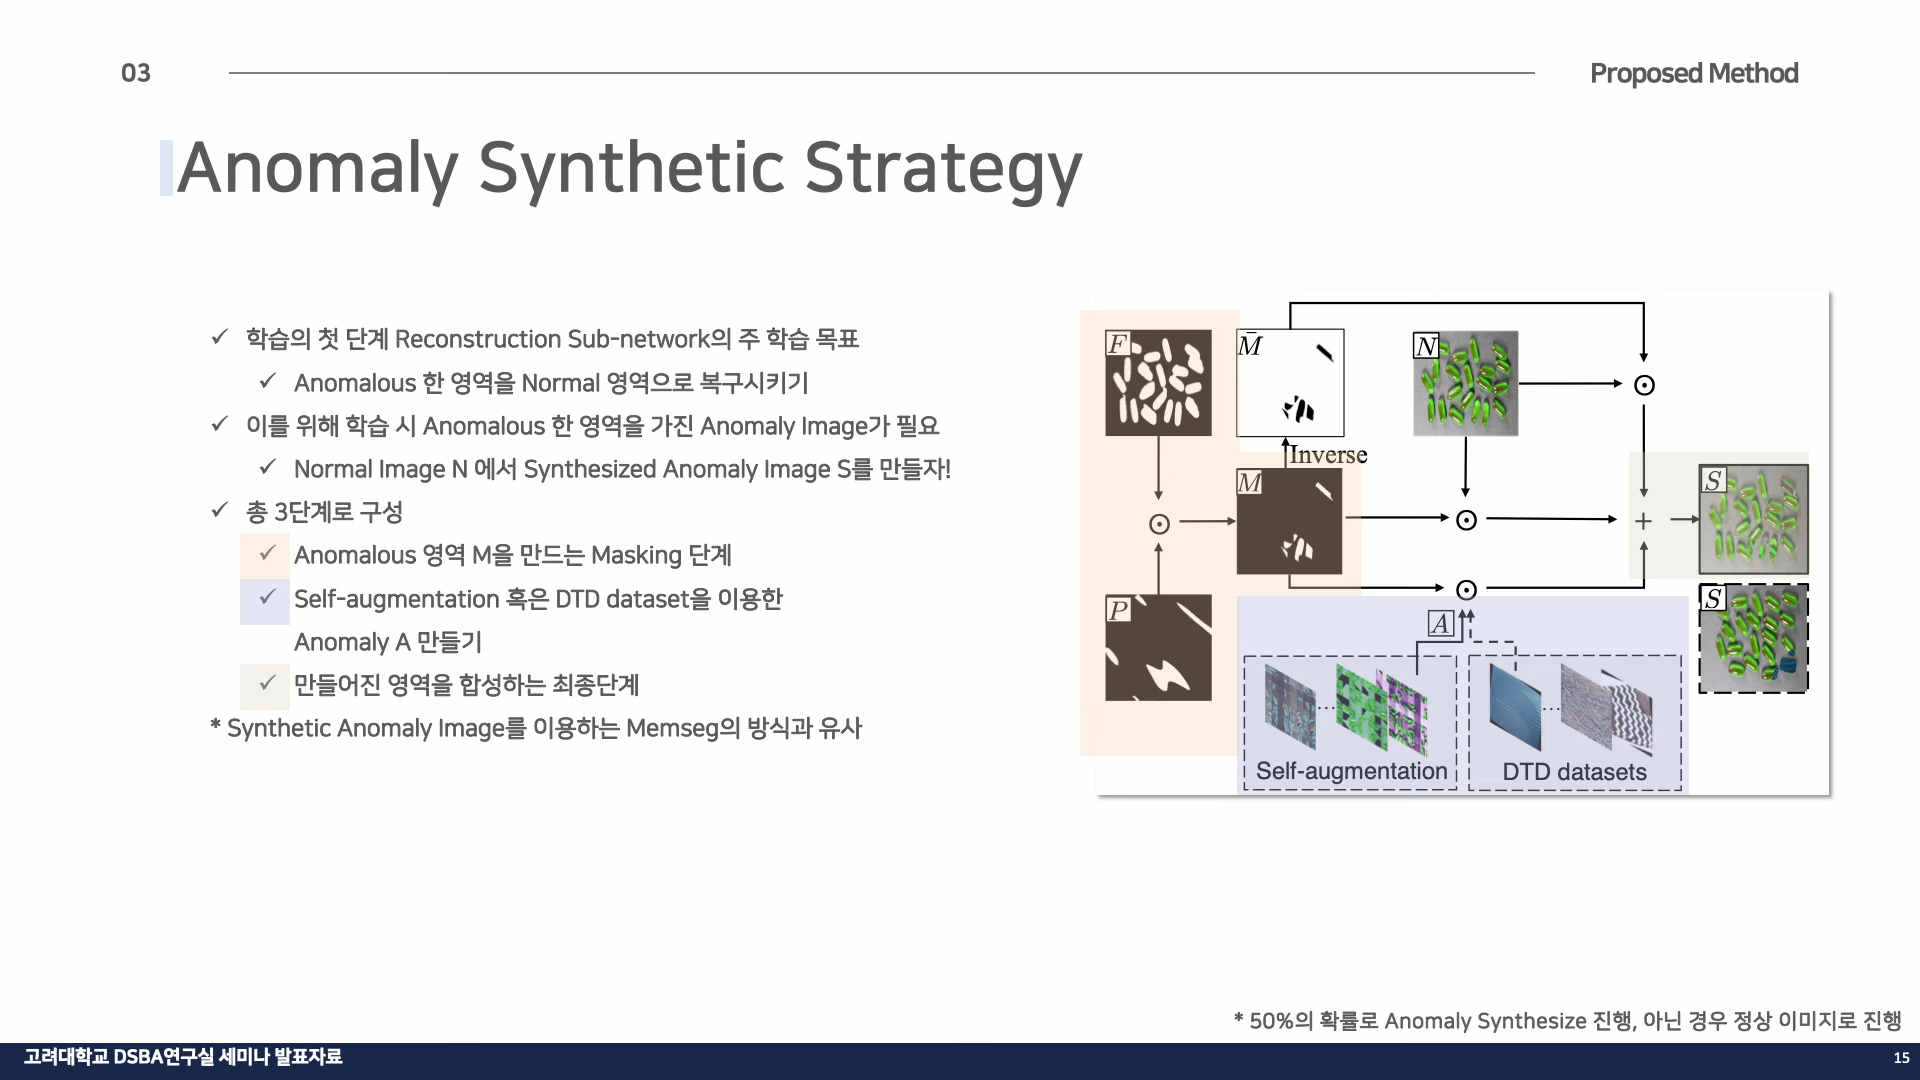 03
Proposed Method
Anomaly Synthetic Strategy
✓ 학습의 첫 단계 Reconstruction Sub-network의 주 학습 목표
✓ Anomalous 한 영역을 Normal 영역으로 복구시키기
✓ 이를 위해 학습 시 Anomalous 한 영역을 가진 Anomaly Image가 필요
✓ Normal Image N 에서 Synthesized Anomaly Image S를 만들자!
✓ 총 3단계로 구성
✓ Anomalous 영역 M을 만드는 Masking 단계
✓ Self-augmentation 혹은 DTD dataset을 이용한
Anomaly A 만들기
✓ 만들어진 영역을 합성하는 최종단계
* Synthetic Anomaly Image를 이용하는 Memseg의 방식과 유사
F
M̄
N
Inverse
M
S
P
A
S
Self-augmentation
DTD datasets
* 50%의 확률로 Anomaly Synthesize 진행, 아닌 경우 정상 이미지로 진행
고려대학교 DSBA연구실 세미나 발표자료
15